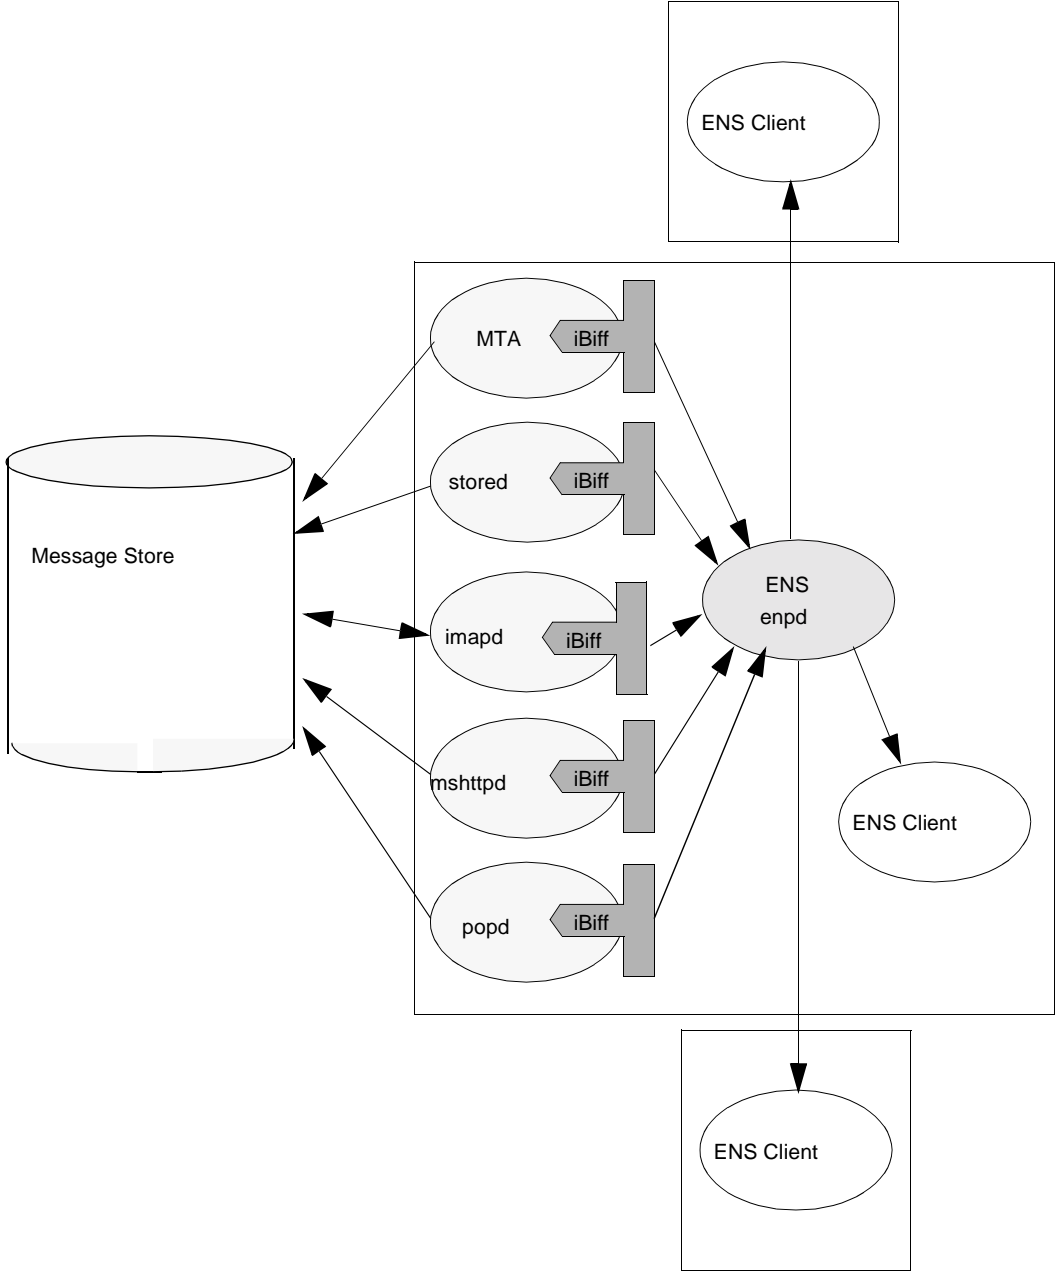 ENS Client
MTA
iBiff
stored
iBiff
Message Store
ENS
enpd
imapd
iBiff
mshttpd
iBiff
ENS Client
popd
iBiff
ENS Client